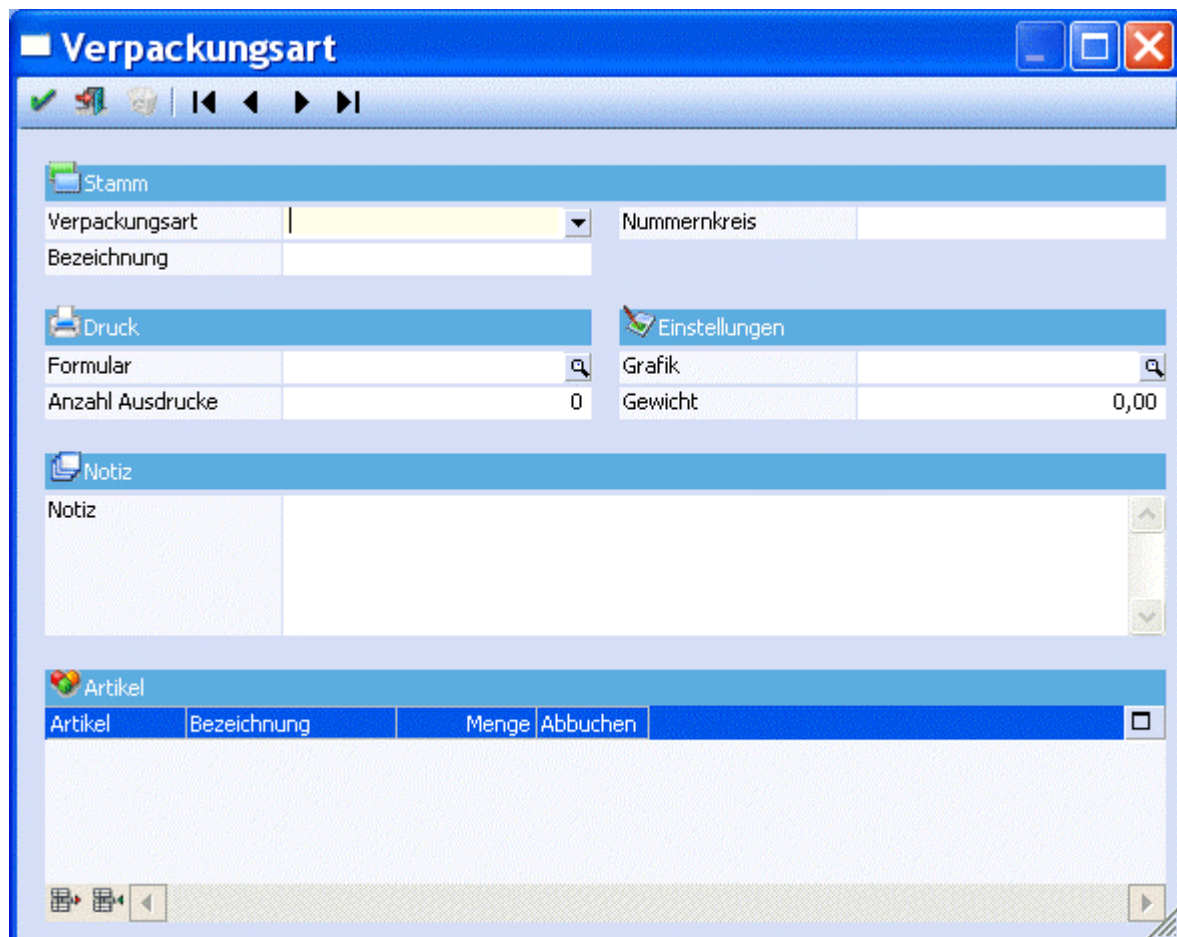 Verpackungsart
Stamm
Verpackungsart Nummernkreis
Bezeichnung
Druck Einstellungen
Formular Grafik
Anzahl Ausdrucke 0 Gewicht 0,00
Notiz
Notiz
Artikel
Artikel Bezeichnung Menge Abbuchen